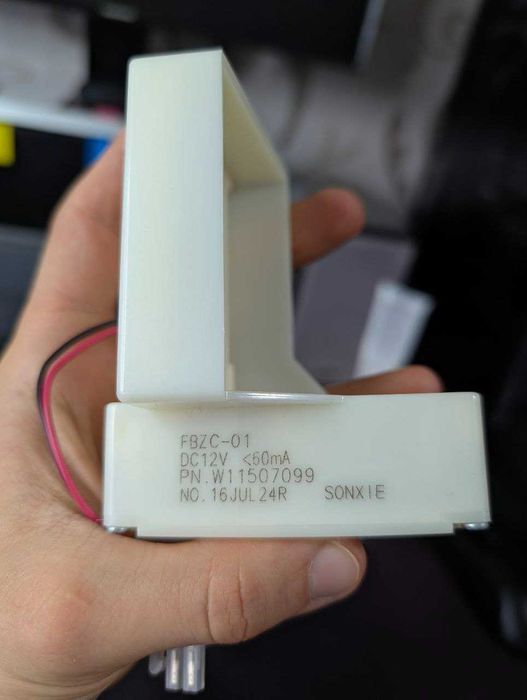 FBZC-01
DC12V <60mA
PN.W11507099
NO.16JUL24R SONXIE